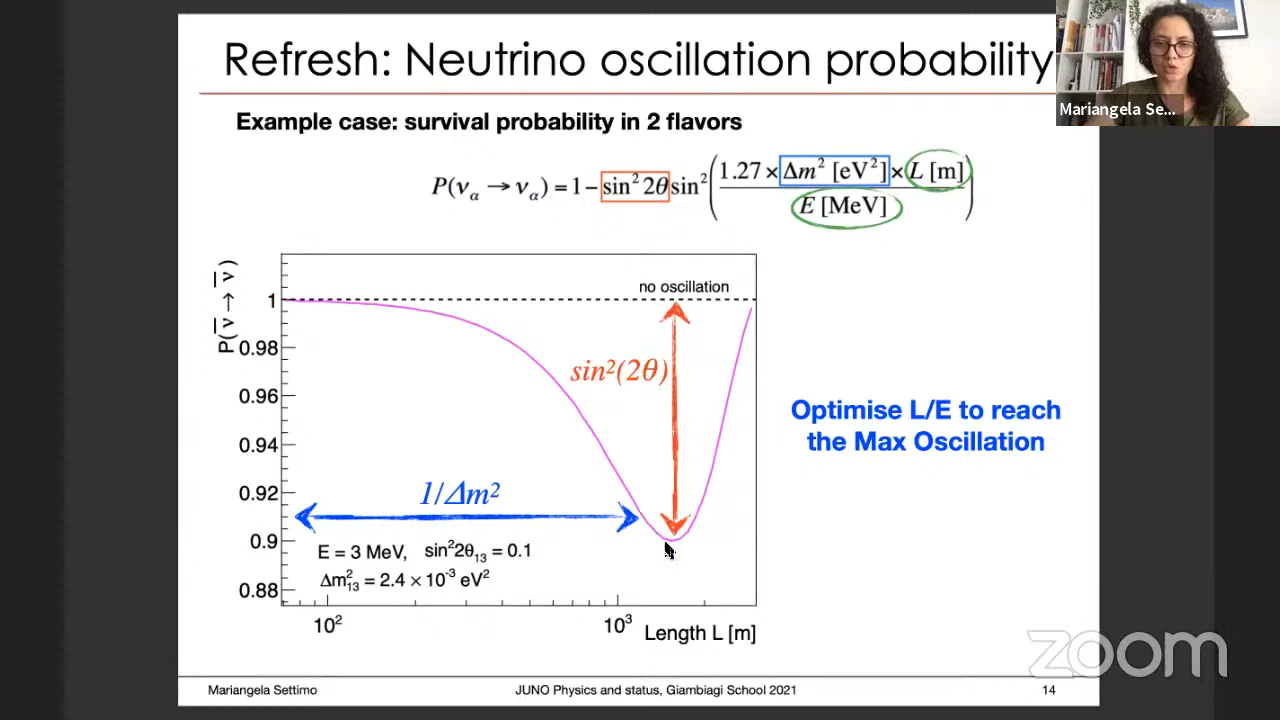 Refresh: Neutrino oscillation probability
Mariangela Se...
Example case: survival probability in 2 flavors
P(να → να) = 1 − sin² 2θ sin² (1.27 × Δm² [eV²] × L [m] / E [MeV])
P(ν̄ → ν̄)
no oscillation
1
0.98
0.96
0.94
0.92
0.9
0.88
sin²(2θ)
1/Δm²
E = 3 MeV, sin²2θ₁₃ = 0.1
Δm²₁₃ = 2.4 × 10⁻³ eV²
10²
10³
Length L [m]
Optimise L/E to reach
the Max Oscillation
zoom
Mariangela Settimo
JUNO Physics and status, Giambiagi School 2021
14